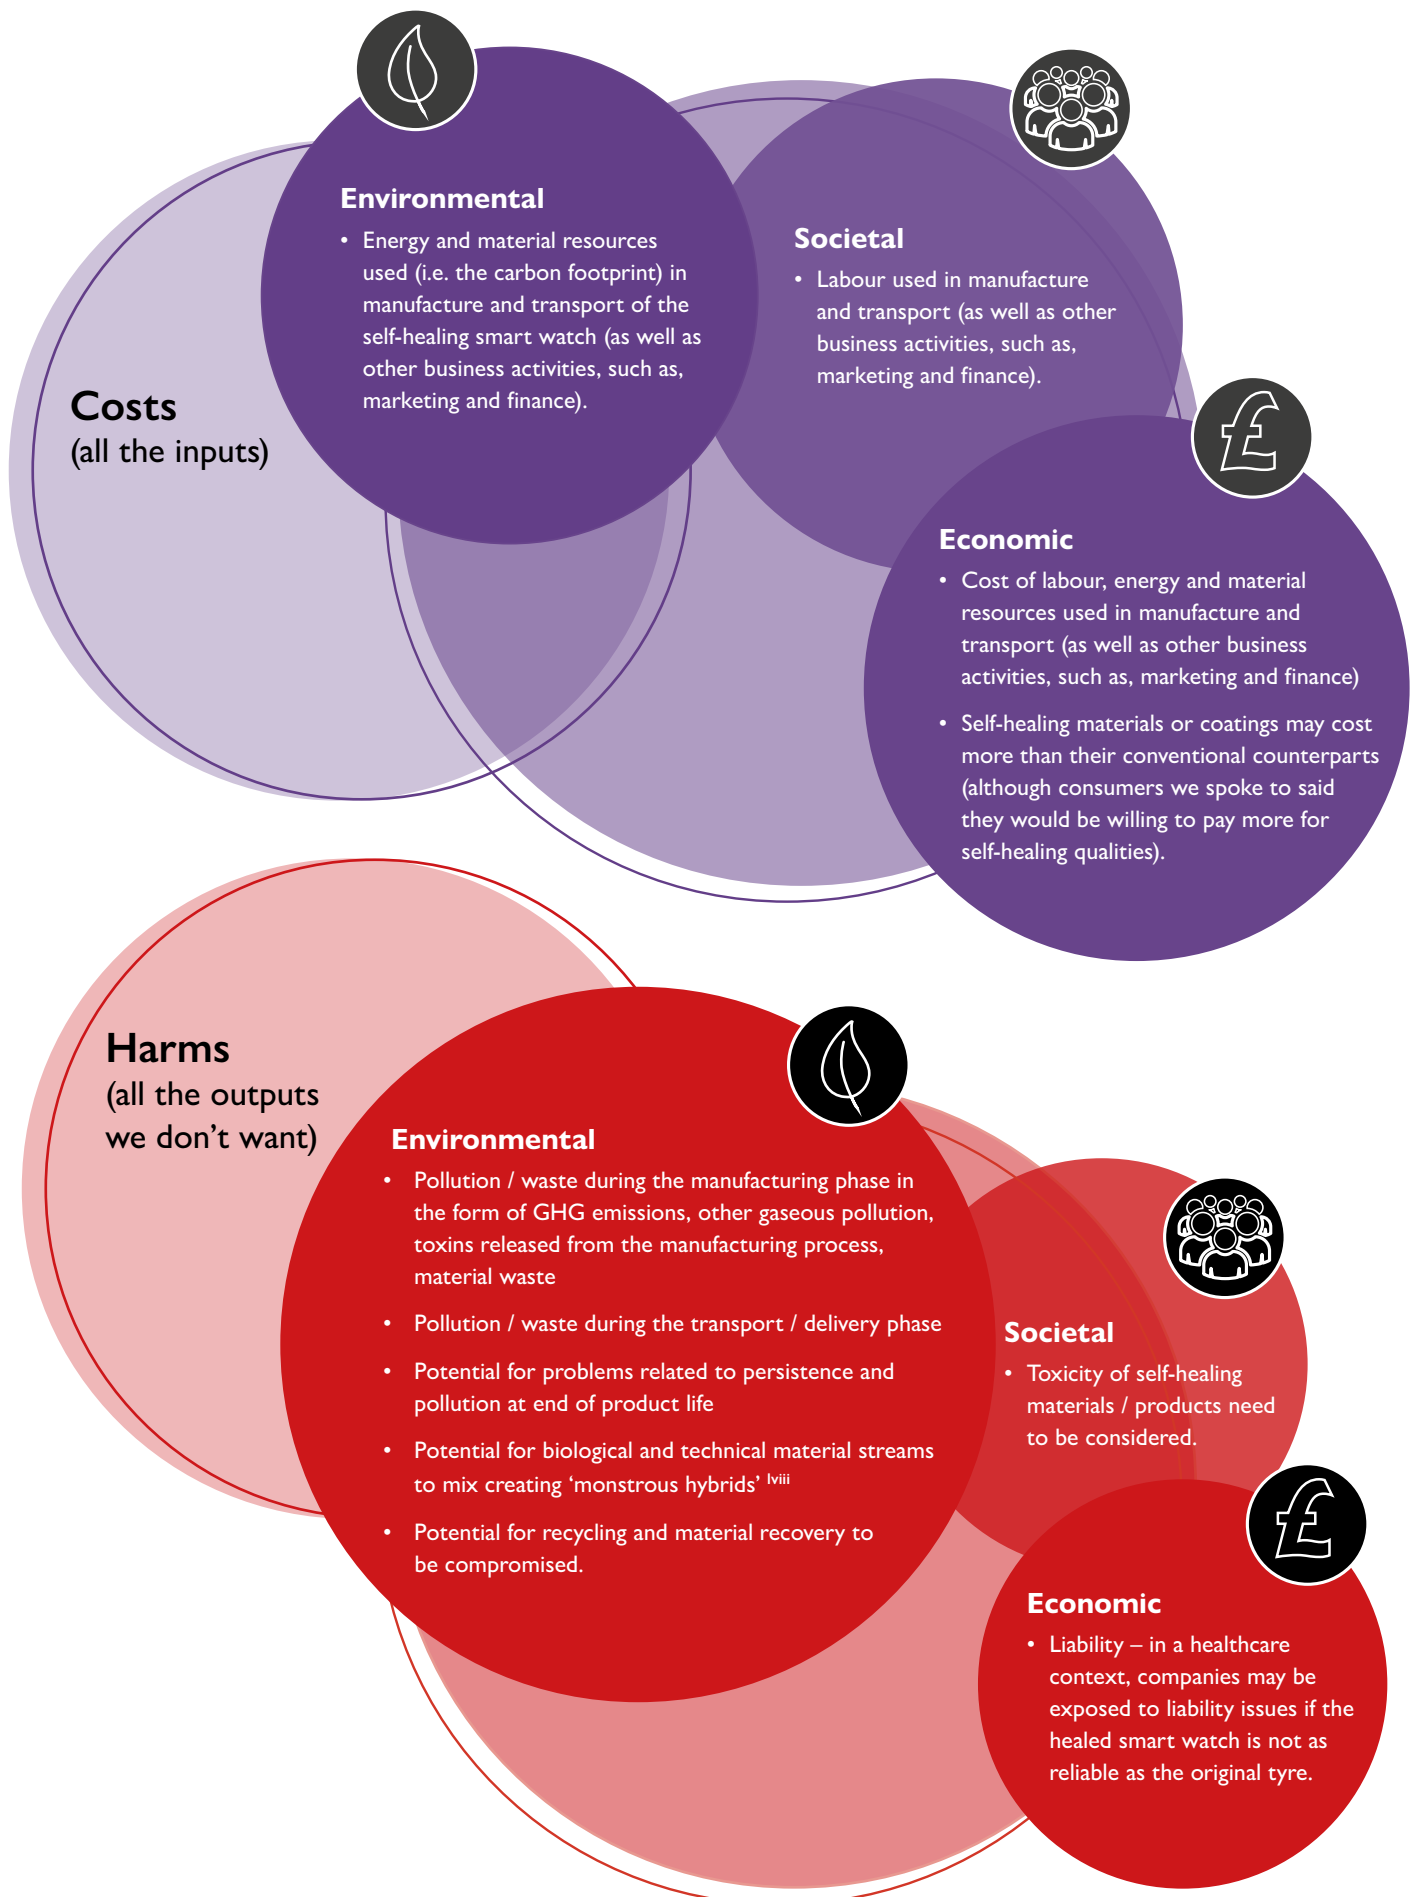 Costs
(all the inputs)
Environmental
• Energy and material resources
used (i.e. the carbon footprint) in
manufacture and transport of the
self-healing smart watch (as well as
other business activities, such as,
marketing and finance).
Societal
• Labour used in manufacture
and transport (as well as other
business activities, such as,
marketing and finance).
£
Economic
• Cost of labour, energy and material
resources used in manufacture and
transport (as well as other business
activities, such as, marketing and finance)
• Self-healing materials or coatings may cost
more than their conventional counterparts
(although consumers we spoke to said
they would be willing to pay more for
self-healing qualities).
Harms
(all the outputs
we don’t want)
Environmental
• Pollution / waste during the manufacturing phase in
the form of GHG emissions, other gaseous pollution,
toxins released from the manufacturing process,
material waste
• Pollution / waste during the transport / delivery phase
• Potential for problems related to persistence and
pollution at end of product life
• Potential for biological and technical material streams
to mix creating ‘monstrous hybrids’ lviii
• Potential for recycling and material recovery to
be compromised.
Societal
• Toxicity of self-healing
materials / products need
to be considered.
£
Economic
• Liability – in a healthcare
context, companies may be
exposed to liability issues if the
healed smart watch is not as
reliable as the original tyre.